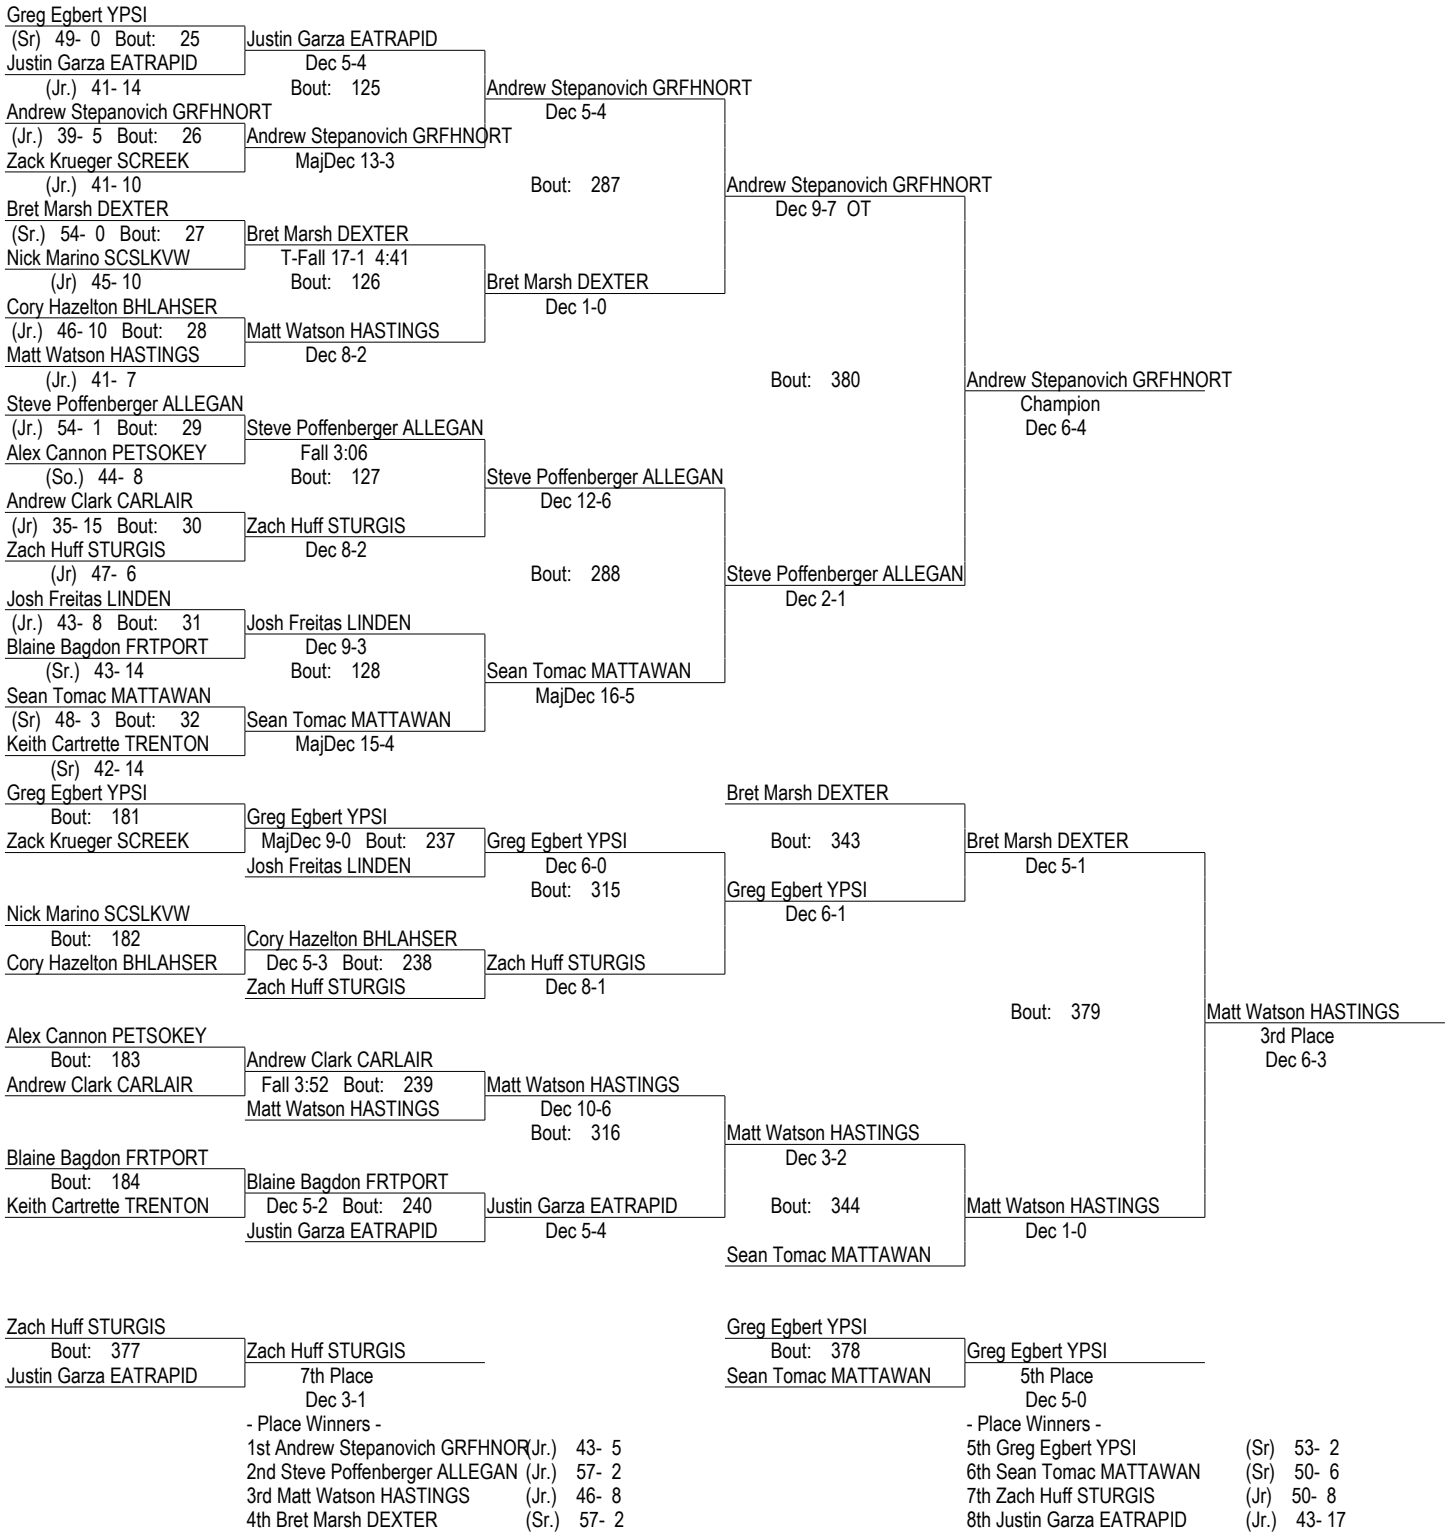 Greg Egbert YPSI
(Sr) 49- 0 Bout: 25 Justin Garza EATRAPID
Justin Garza EATRAPID Dec 5-4
(Jr.) 41- 14 Bout: 125 Andrew Stepanovich GRFHNORT
Andrew Stepanovich GRFHNORT Dec 5-4
(Jr.) 39- 5 Bout: 26 Andrew Stepanovich GRFHNORT
Zack Krueger SCREEK MajDec 13-3
(Jr.) 41- 10 Bout: 287 Andrew Stepanovich GRFHNORT
Bret Marsh DEXTER Dec 9-7 OT
(Sr.) 54- 0 Bout: 27 Bret Marsh DEXTER
Nick Marino SCSLKVW T-Fall 17-1 4:41
(Jr) 45- 10 Bout: 126 Bret Marsh DEXTER
Cory Hazelton BHLAHSER Dec 1-0
(Jr.) 46- 10 Bout: 28 Matt Watson HASTINGS
Matt Watson HASTINGS Dec 8-2
(Jr.) 41- 7 Bout: 380 Andrew Stepanovich GRFHNORT
Steve Poffenberger ALLEGAN Champion
(Jr.) 54- 1 Bout: 29 Steve Poffenberger ALLEGAN Dec 6-4
Alex Cannon PETSOKEY Fall 3:06
(So.) 44- 8 Bout: 127 Steve Poffenberger ALLEGAN
Andrew Clark CARLAIR Dec 12-6
(Jr) 35- 15 Bout: 30 Zach Huff STURGIS
Zach Huff STURGIS Dec 8-2
(Jr) 47- 6 Bout: 288 Steve Poffenberger ALLEGAN
Josh Freitas LINDEN Dec 2-1
(Jr.) 43- 8 Bout: 31 Josh Freitas LINDEN
Blaine Bagdon FRTPORT Dec 9-3
(Sr.) 43- 14 Bout: 128 Sean Tomac MATTAWAN
Sean Tomac MATTAWAN MajDec 16-5
(Sr) 48- 3 Bout: 32 Sean Tomac MATTAWAN
Keith Cartrette TRENTON MajDec 15-4
(Sr) 42- 14
Greg Egbert YPSI Bret Marsh DEXTER
Bout: 181 Greg Egbert YPSI
Zack Krueger SCREEK MajDec 9-0 Bout: 237 Greg Egbert YPSI Bout: 343 Bret Marsh DEXTER
Josh Freitas LINDEN Dec 6-0 Dec 5-1
Bout: 315 Greg Egbert YPSI
Nick Marino SCSLKVW Dec 6-1
Bout: 182 Cory Hazelton BHLAHSER
Cory Hazelton BHLAHSER Dec 5-3 Bout: 238 Zach Huff STURGIS
Zach Huff STURGIS Dec 8-1
Bout: 379 Matt Watson HASTINGS
Alex Cannon PETSOKEY 3rd Place
Bout: 183 Andrew Clark CARLAIR Dec 6-3
Andrew Clark CARLAIR Fall 3:52 Bout: 239 Matt Watson HASTINGS
Matt Watson HASTINGS Dec 10-6
Bout: 316 Matt Watson HASTINGS
Blaine Bagdon FRTPORT Dec 3-2
Bout: 184 Blaine Bagdon FRTPORT
Keith Cartrette TRENTON Dec 5-2 Bout: 240 Justin Garza EATRAPID Bout: 344 Matt Watson HASTINGS
Justin Garza EATRAPID Dec 5-4 Dec 1-0
Sean Tomac MATTAWAN
Zach Huff STURGIS Greg Egbert YPSI
Bout: 377 Zach Huff STURGIS Bout: 378 Greg Egbert YPSI
Justin Garza EATRAPID 7th Place Sean Tomac MATTAWAN 5th Place
Dec 3-1 Dec 5-0
- Place Winners - - Place Winners -
1st Andrew Stepanovich GRFHNOR (Jr.) 43- 5 5th Greg Egbert YPSI (Sr) 53- 2
2nd Steve Poffenberger ALLEGAN (Jr.) 57- 2 6th Sean Tomac MATTAWAN (Sr) 50- 6
3rd Matt Watson HASTINGS (Jr.) 46- 8 7th Zach Huff STURGIS (Jr) 50- 8
4th Bret Marsh DEXTER (Sr.) 57- 2 8th Justin Garza EATRAPID (Jr.) 43- 17